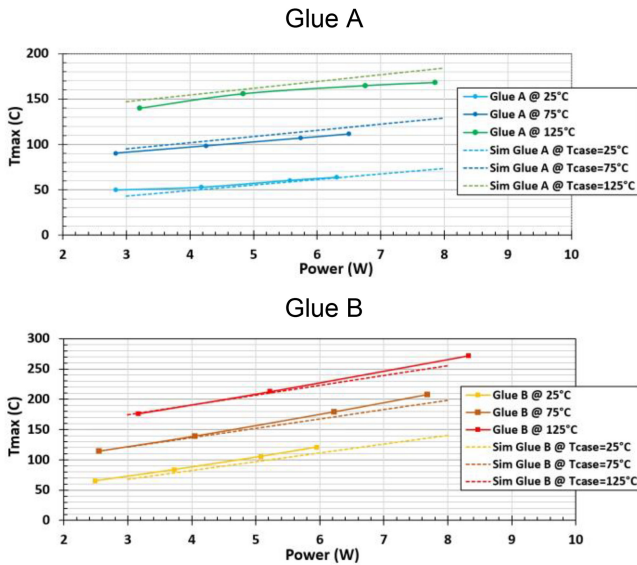 Glue A
200
150
100
50
0
Tmax (C)
2 3 4 5 6 7 8 9 10
Power (W)
Glue A @ 25°C
Glue A @ 75°C
Glue A @ 125°C
Sim Glue A @ Tcase=25°C
Sim Glue A @ Tcase=75°C
Sim Glue A @ Tcase=125°C
Glue B
300
250
200
150
100
50
0
Tmax (C)
2 3 4 5 6 7 8 9 10
Power (W)
Glue B @ 25°C
Glue B @ 75°C
Glue B @ 125°C
Sim Glue B @ Tcase=25°C
Sim Glue B @ Tcase=75°C
Sim Glue B @ Tcase=125°C